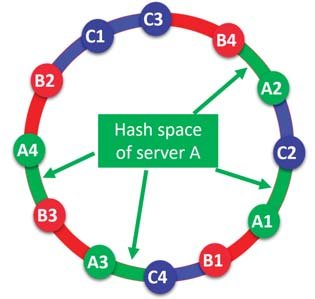 C3
B4
A2
C2
A1
B1
C4
A3
B3
A4
B2
C1
Hash space
of server A